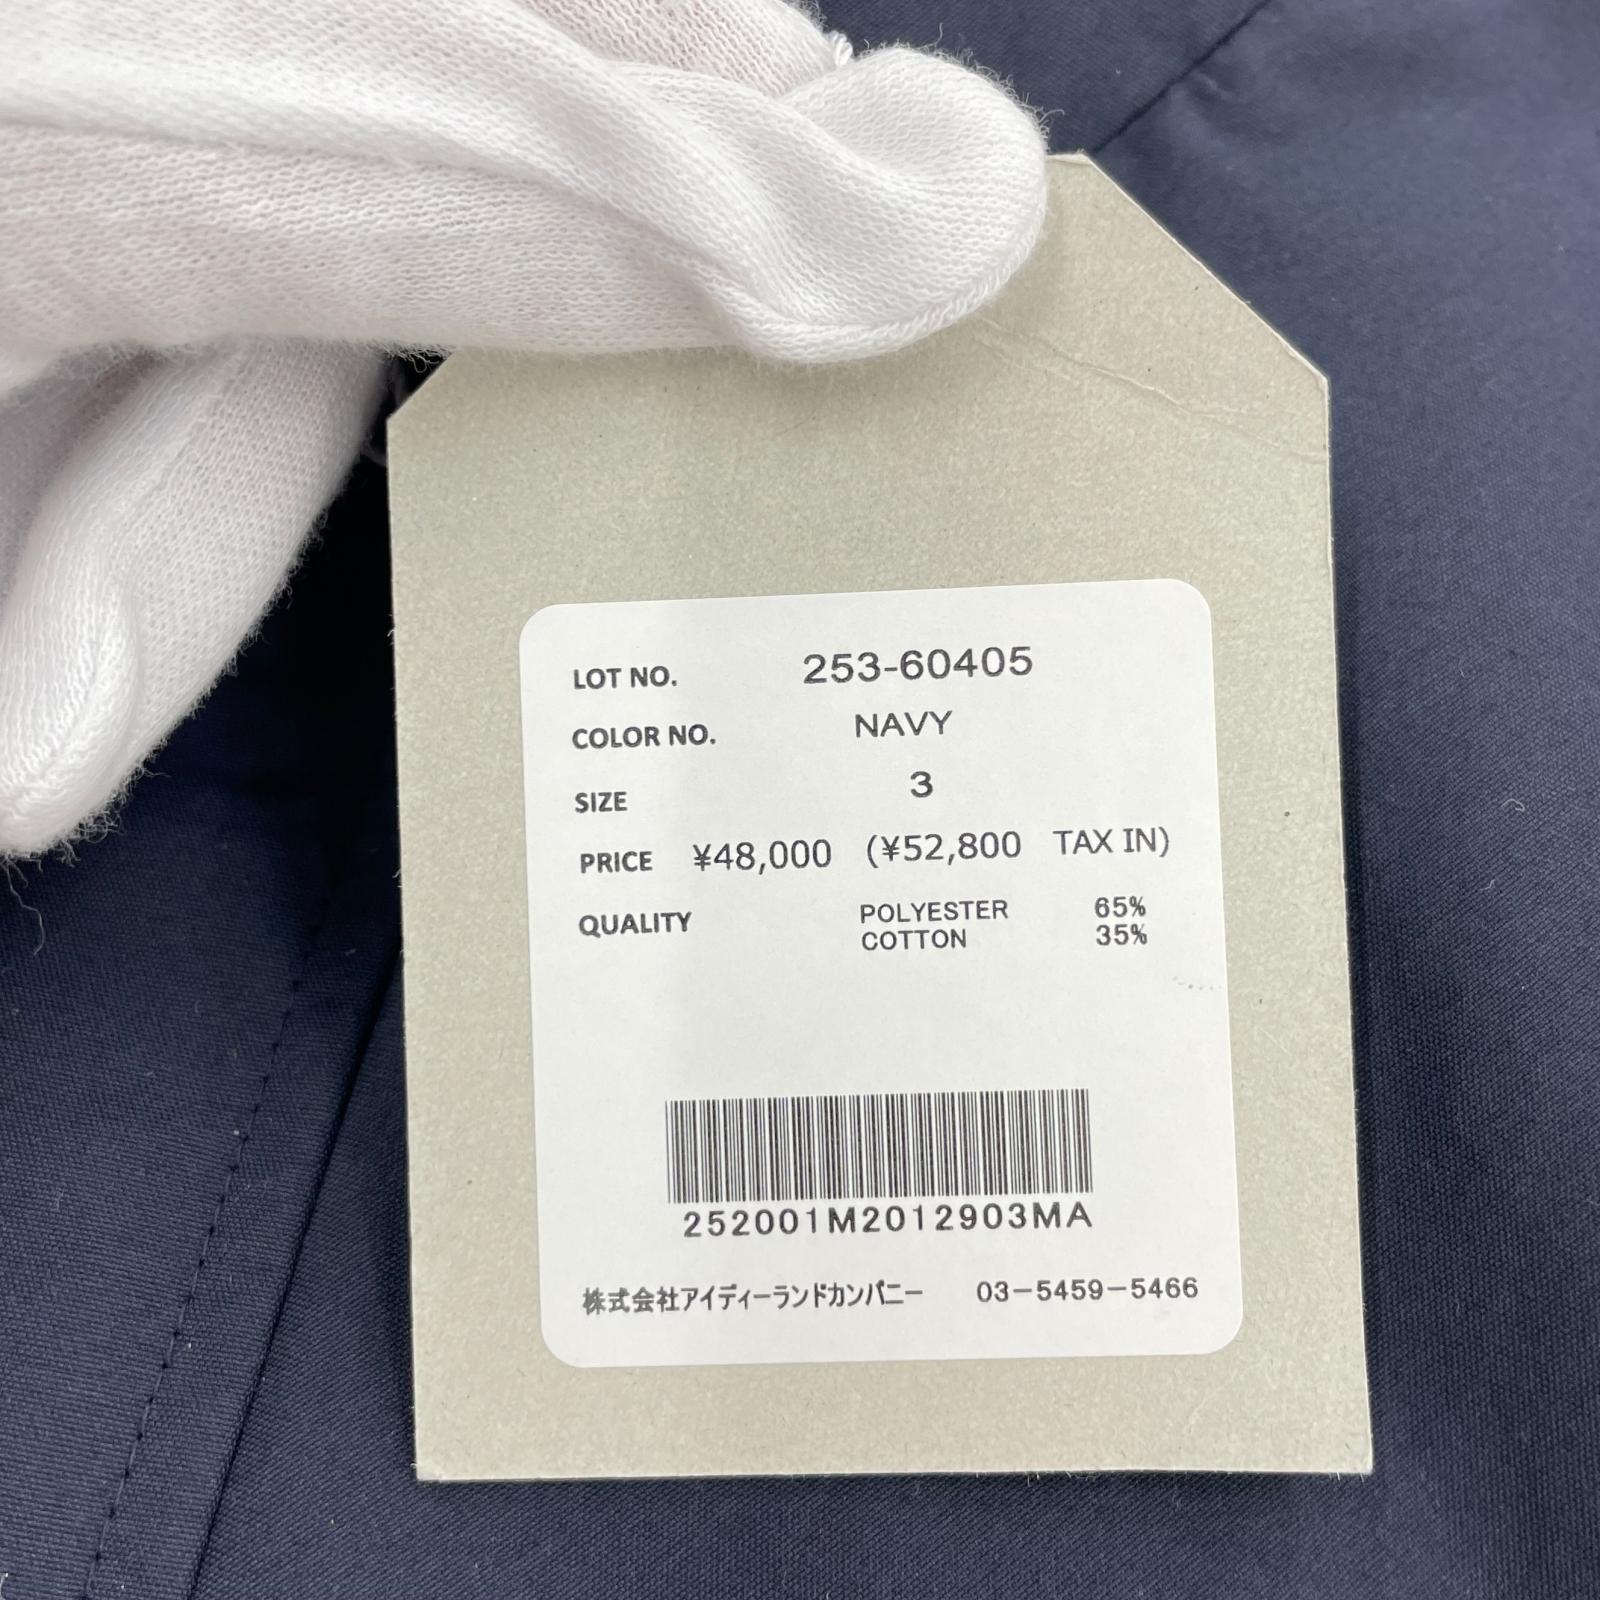 LOT NO. 253-60405
COLOR NO. NAVY
SIZE 3
PRICE ¥48,000 (¥52,800 TAX IN)
QUALITY POLYESTER 65%
COTTON 35%
252001M2012903MA
株式会社アイディーランドカンパニー 03-5459-5466